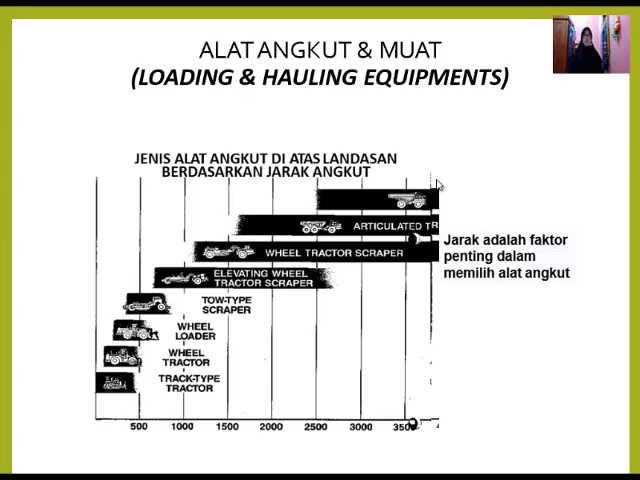 ALAT ANGKUT & MUAT
(LOADING & HAULING EQUIPMENTS)
JENIS ALAT ANGKUT DI ATAS LANDASAN
BERDASARKAN JARAK ANGKUT
ARTICULATED TR
WHEEL TRACTOR SCRAPER
ELEVATING WHEEL
TRACTOR SCRAPER
TOW-TYPE
SCRAPER
WHEEL
LOADER
WHEEL
TRACTOR
TRACK-TYPE
TRACTOR
500 1000 1500 2000 2500 3000 350
Jarak adalah faktor
penting dalam
memilih alat angkut